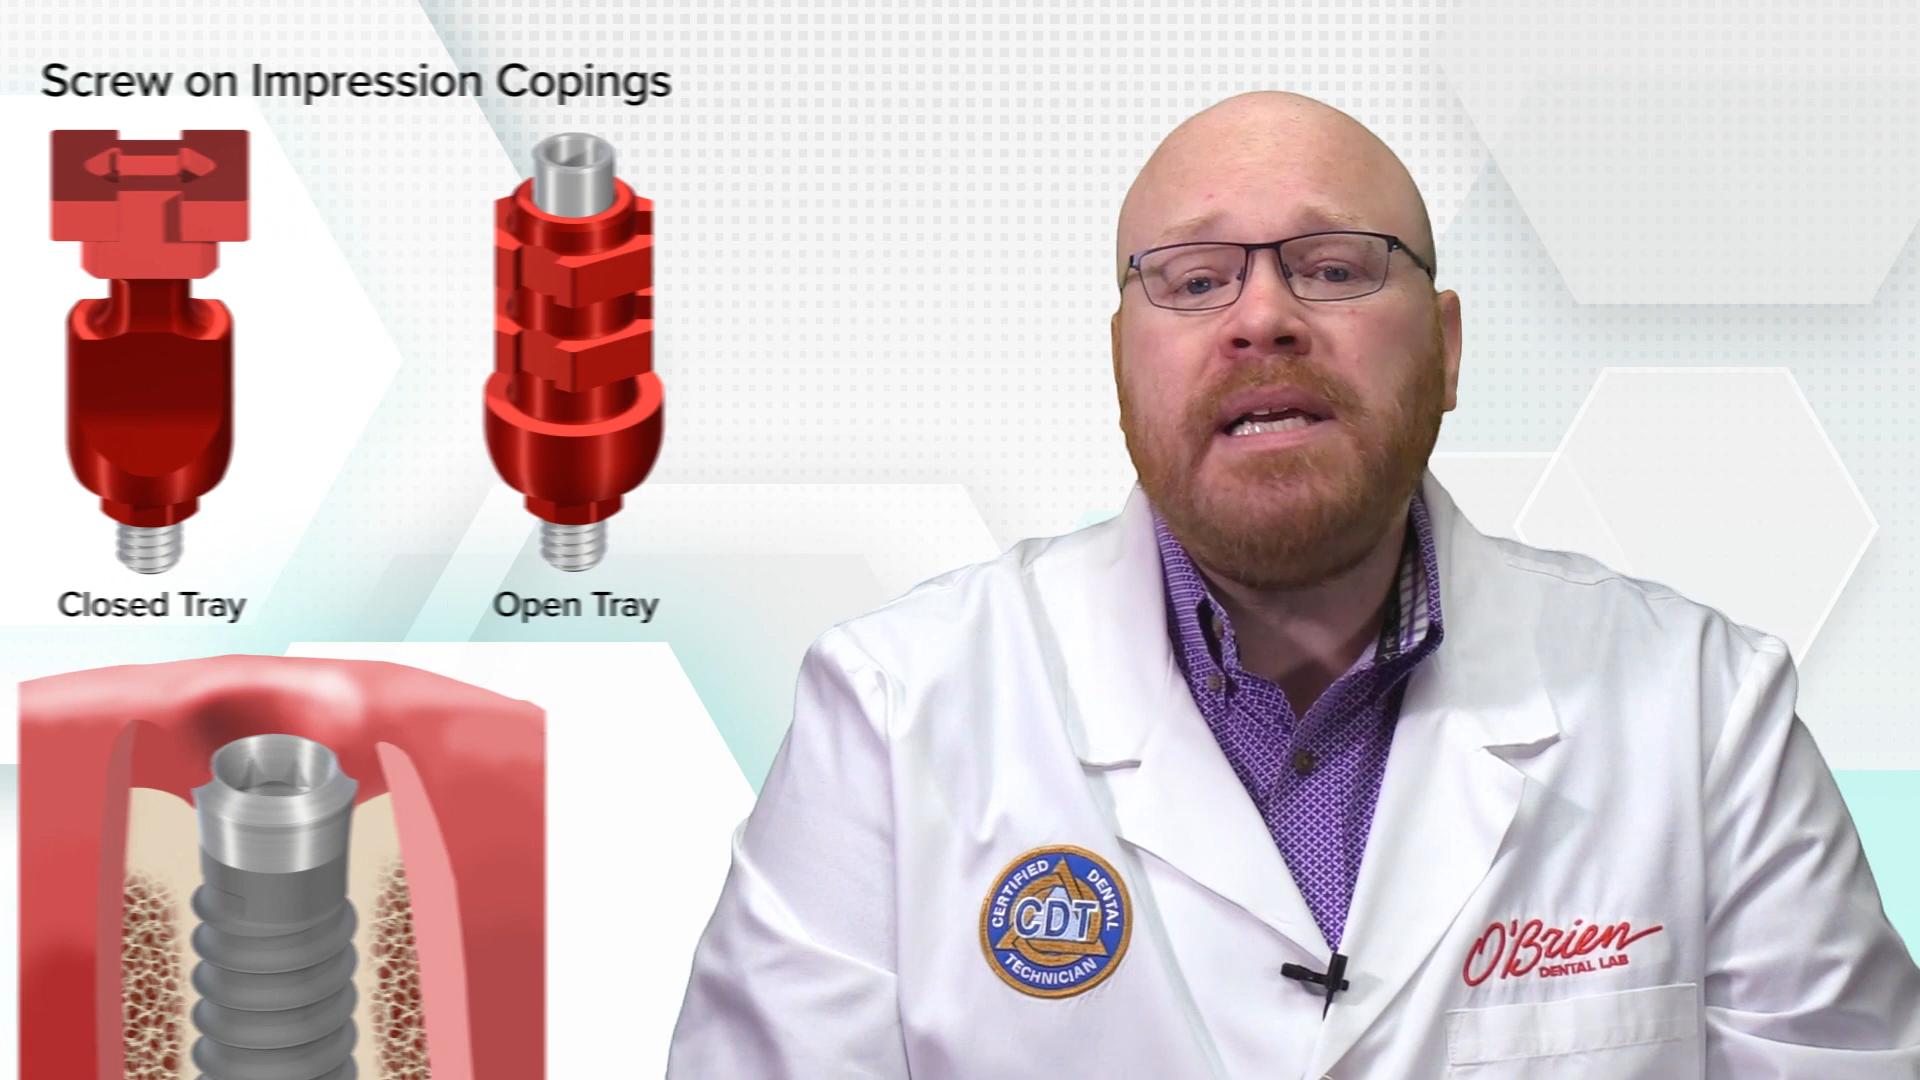 Screw on Impression Copings
Closed Tray
Open Tray
CERTIFIED DENTAL
CDT
TECHNICIAN
O'Brien
DENTAL LAB